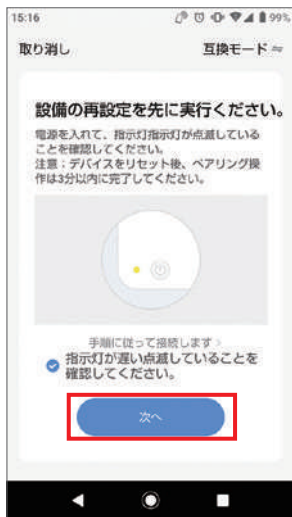 15:16
99%
取り消し
互換モード
設備の再設定を先に実行ください。
電源を入れて、指示灯指示灯が点滅している
ことを確認してください。
注意：デバイスをリセット後、ペアリング操
作は3分以内に完了してください。
手順に従って接続します >
指示灯が遅い点滅していることを
確認してください。
次へ